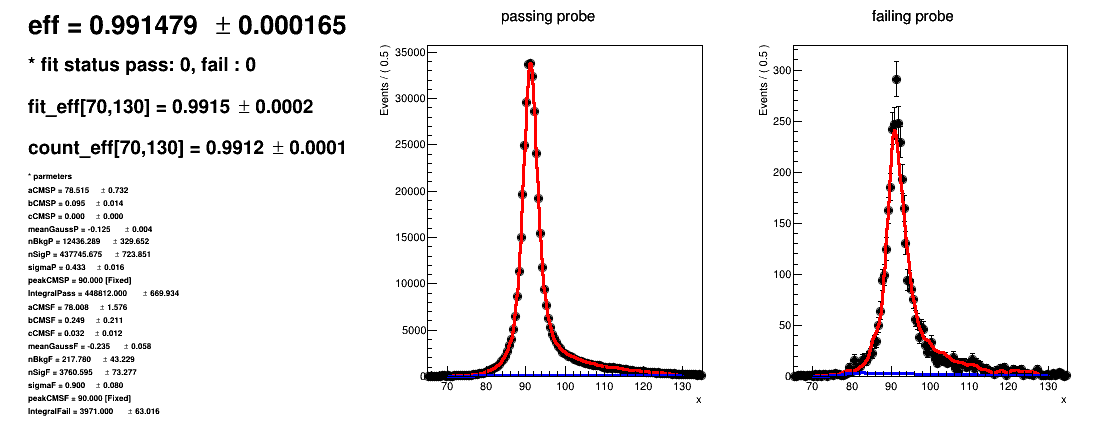 eff = 0.991479 ± 0.000165
* fit status pass: 0, fail : 0
fit_eff[70,130] = 0.9915 ± 0.0002
count_eff[70,130] = 0.9912 ± 0.0001
* parmeters
aCMSP = 78.515 ± 0.732
bCMSP = 0.095 ± 0.014
cCMSP = 0.000 ± 0.000
meanGaussP = -0.125 ± 0.004
nBkgP = 12436.289 ± 329.652
nSigP = 437745.675 ± 723.851
sigmaP = 0.433 ± 0.016
peakCMSP = 90.000 [Fixed]
IntegralPass = 448812.000 ± 669.934
aCMSF = 78.008 ± 1.576
bCMSF = 0.249 ± 0.211
cCMSF = 0.032 ± 0.012
meanGaussF = -0.235 ± 0.058
nBkgF = 217.780 ± 43.229
nSigF = 3760.595 ± 73.277
sigmaF = 0.900 ± 0.080
peakCMSF = 90.000 [Fixed]
IntegralFail = 3971.000 ± 63.016
passing probe
Events / ( 0.5 )
35000
30000
25000
20000
15000
10000
5000
0
70 80 90 100 110 120 130
x
failing probe
Events / ( 0.5 )
300
250
200
150
100
50
0
70 80 90 100 110 120 130
x